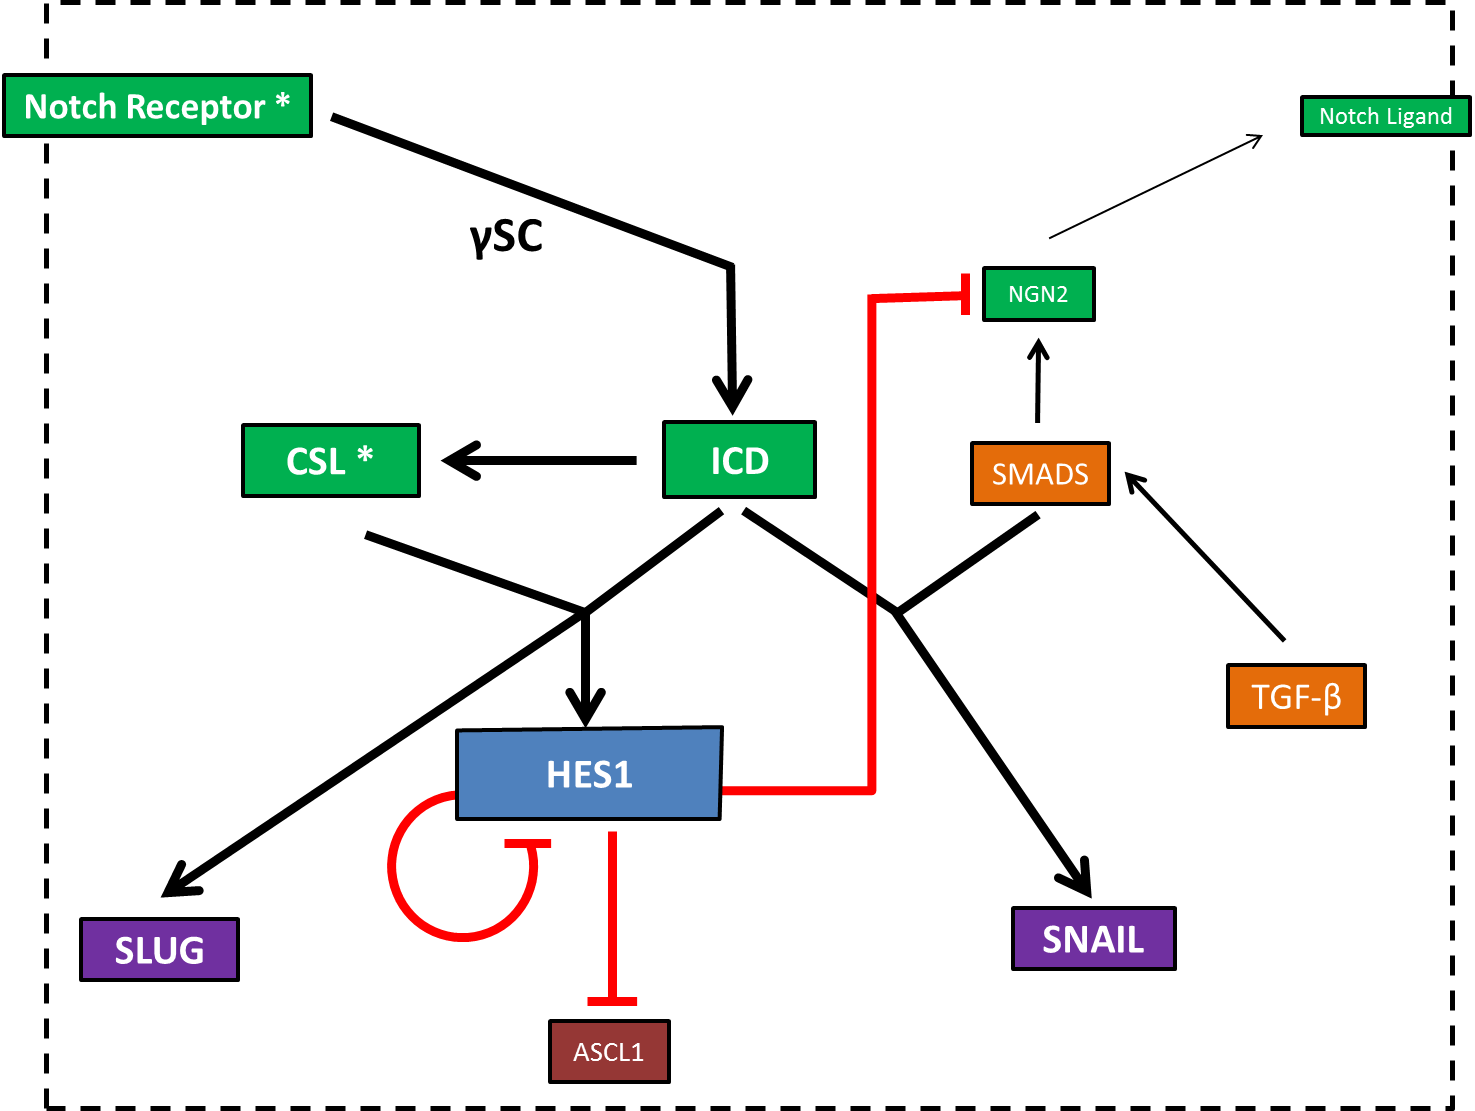 Notch Receptor *
Notch Ligand
γSC
NGN2
CSL *
ICD
SMADS
TGF-β
HES1
SLUG
SNAIL
ASCL1